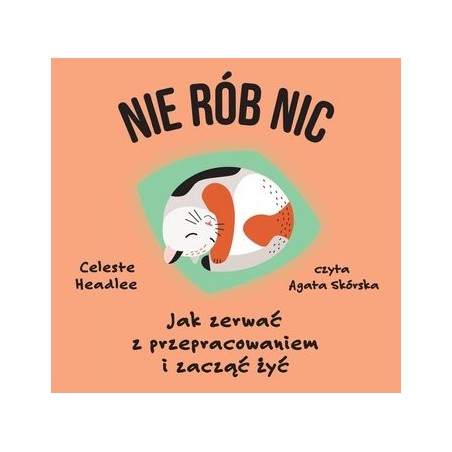 NIE RÓB NIC
Celeste
Headlee
czyta
Agata Skórska
Jak zerwać
z przepracowaniem
i zacząć żyć